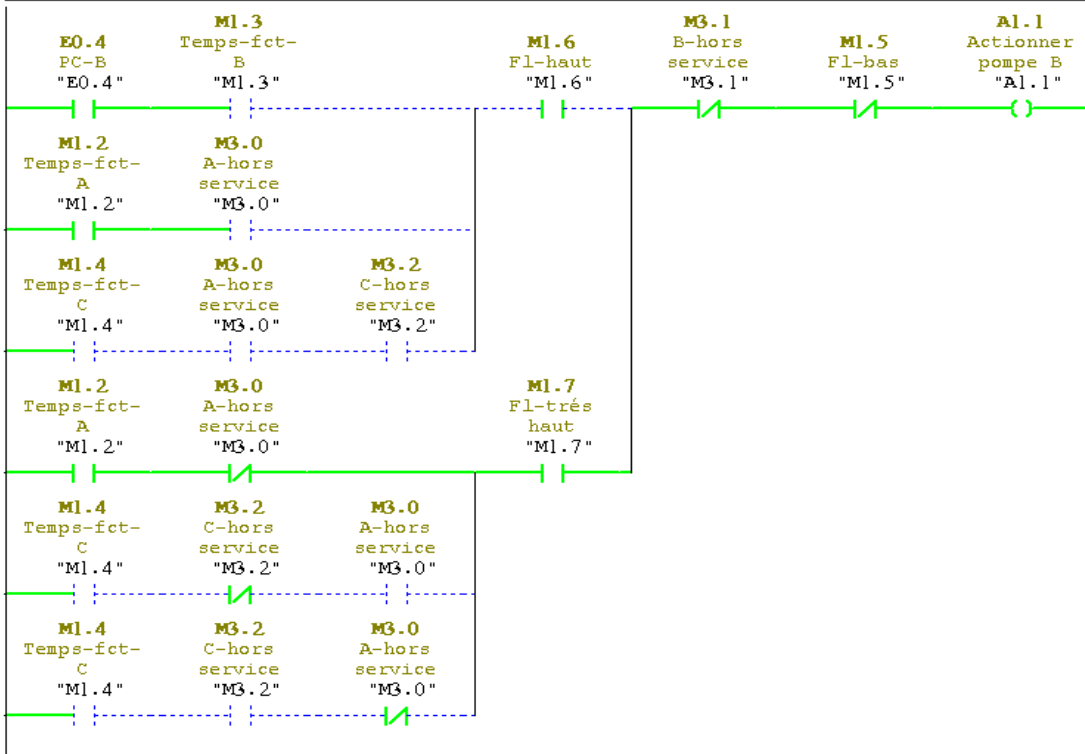 M1.3 M3.1 A1.1
E0.4 Temps-fct- M1.6 B-hors M1.5 Actionner
PC-B B Fl-haut service Fl-bas pompe B
"E0.4" "M1.3" "M1.6" "M3.1" "M1.5" "A1.1"
M1.2 M3.0
Temps-fct- A-hors
A service
"M1.2" "M3.0"
M1.4 M3.0 M3.2
Temps-fct- A-hors C-hors
C service service
"M1.4" "M3.0" "M3.2"
M1.2 M3.0 M1.7
Temps-fct- A-hors Fl-trés
A service haut
"M1.2" "M3.0" "M1.7"
M1.4 M3.2 M3.0
Temps-fct- C-hors A-hors
C service service
"M1.4" "M3.2" "M3.0"
M1.4 M3.2 M3.0
Temps-fct- C-hors A-hors
C service service
"M1.4" "M3.2" "M3.0"